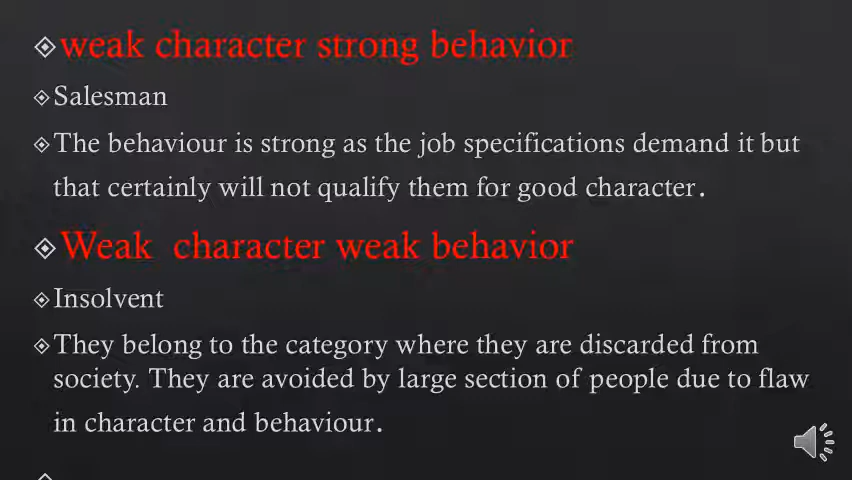 weak character strong behavior
Salesman
The behaviour is strong as the job specifications demand it but
that certainly will not qualify them for good character.
Weak character weak behavior
Insolvent
They belong to the category where they are discarded from
society. They are avoided by large section of people due to flaw
in character and behaviour.